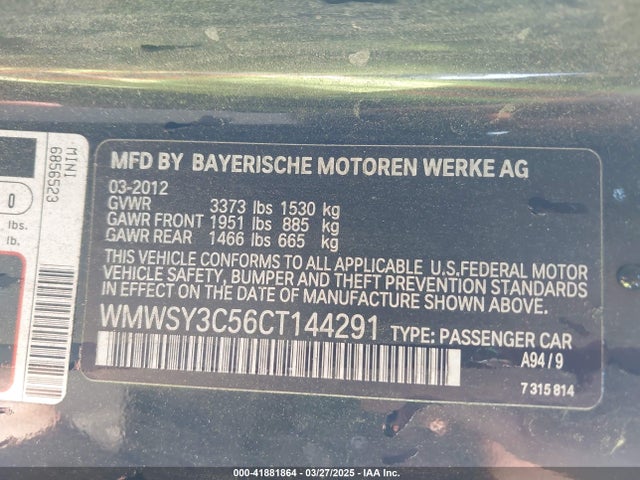 MINI
6856523
0
lbs.
lb.
MFD BY BAYERISCHE MOTOREN WERKE AG
03-2012
GVWR 3373 lbs 1530 kg
GAWR FRONT 1951 lbs 885 kg
GAWR REAR 1466 lbs 665 kg
THIS VEHICLE CONFORMS TO ALL APPLICABLE U.S.FEDERAL MOTOR
VEHICLE SAFETY, BUMPER AND THEFT PREVENTION STANDARDS
IN EFFECT ON THE DATE OF MANUFACTURE SHOWN ABOVE.
WMWSY3C56CT144291 TYPE: PASSENGER CAR
A94 / 9
7 315 814
000-41881864 — 03/27/2025 — IAA Inc.